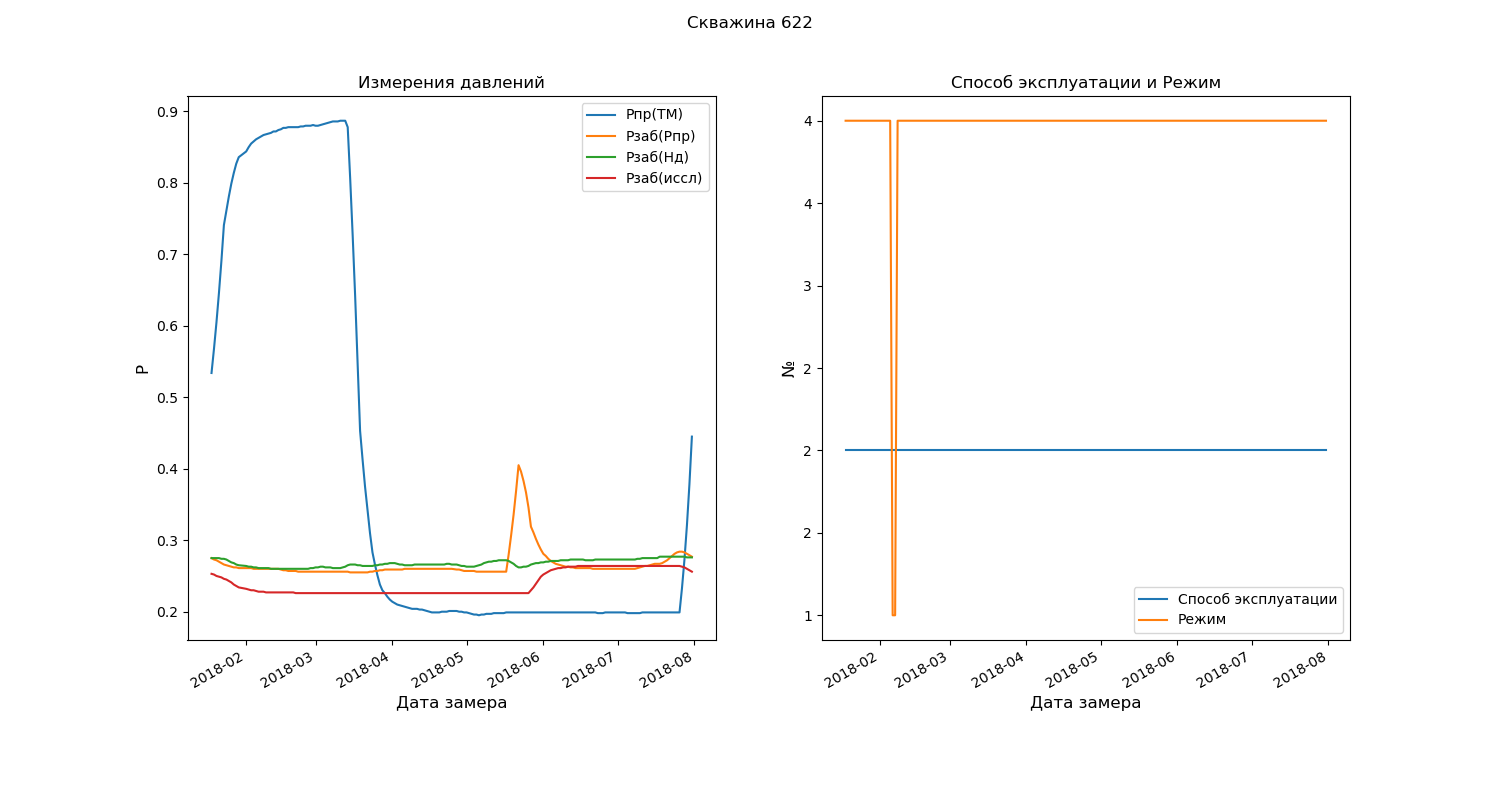 Скважина 622
Измерения давлений
0.9
0.8
0.7
0.6
0.5
0.4
0.3
0.2
P
Рпр(ТМ)
Рзаб(Рпр)
Рзаб(Нд)
Рзаб(иссл)
2018-02
2018-03
2018-04
2018-05
2018-06
2018-07
2018-08
Дата замера
Способ эксплуатации и Режим
4
4
3
2
2
2
1
№
Способ эксплуатации
Режим
2018-02
2018-03
2018-04
2018-05
2018-06
2018-07
2018-08
Дата замера